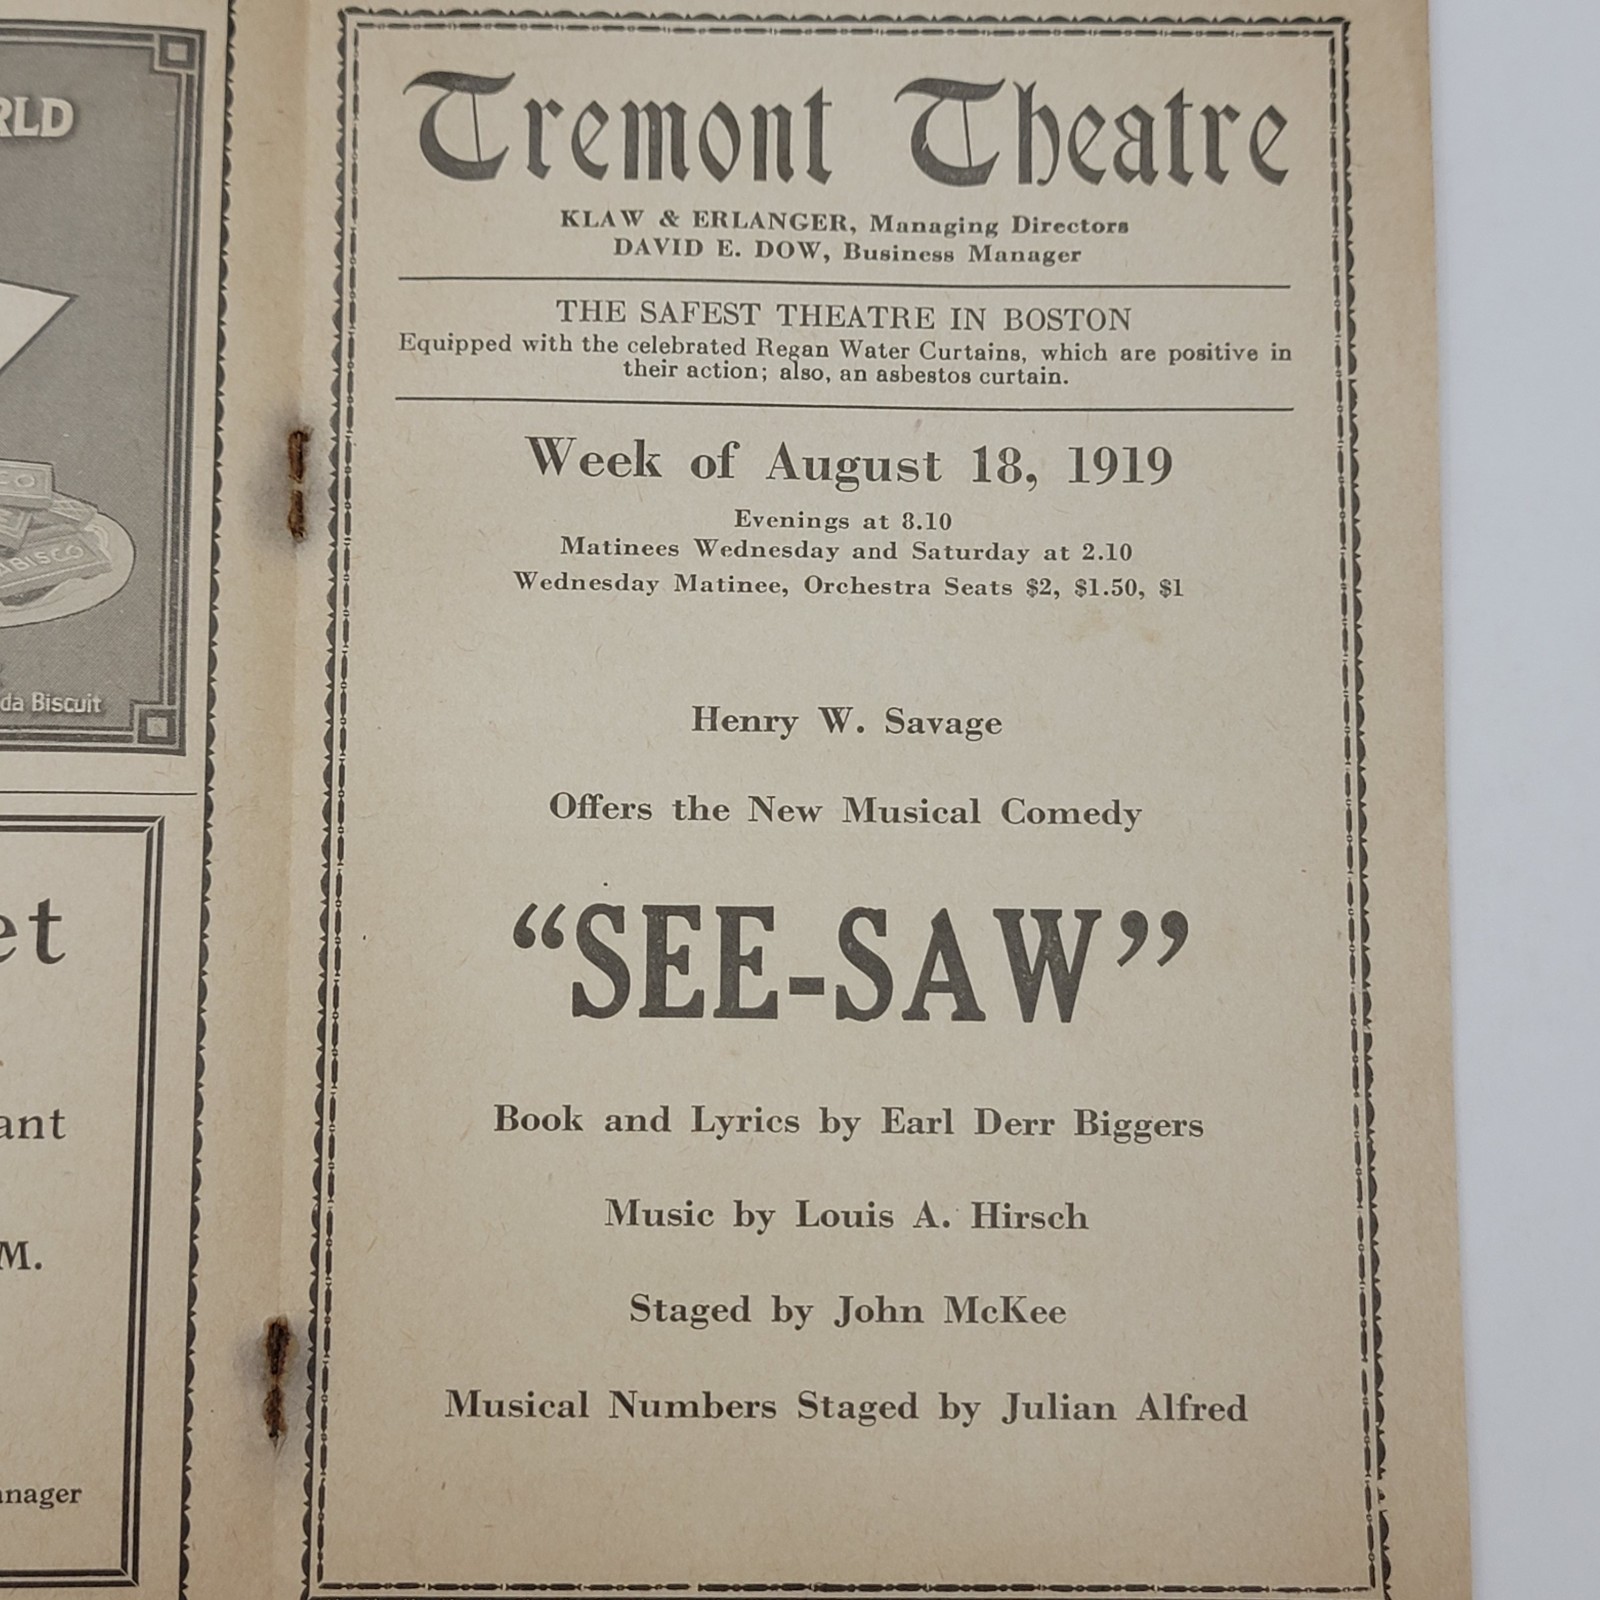 RLD
CO
ABISCO
da Biscuit
et
ant
M.
anager
Tremont Theatre
KLAW & ERLANGER, Managing Directors
DAVID E. DOW, Business Manager
THE SAFEST THEATRE IN BOSTON
Equipped with the celebrated Regan Water Curtains, which are positive in
their action; also, an asbestos curtain.
Week of August 18, 1919
Evenings at 8.10
Matinees Wednesday and Saturday at 2.10
Wednesday Matinee, Orchestra Seats $2, $1.50, $1
Henry W. Savage
Offers the New Musical Comedy
“SEE-SAW”
Book and Lyrics by Earl Derr Biggers
Music by Louis A. Hirsch
Staged by John McKee
Musical Numbers Staged by Julian Alfred